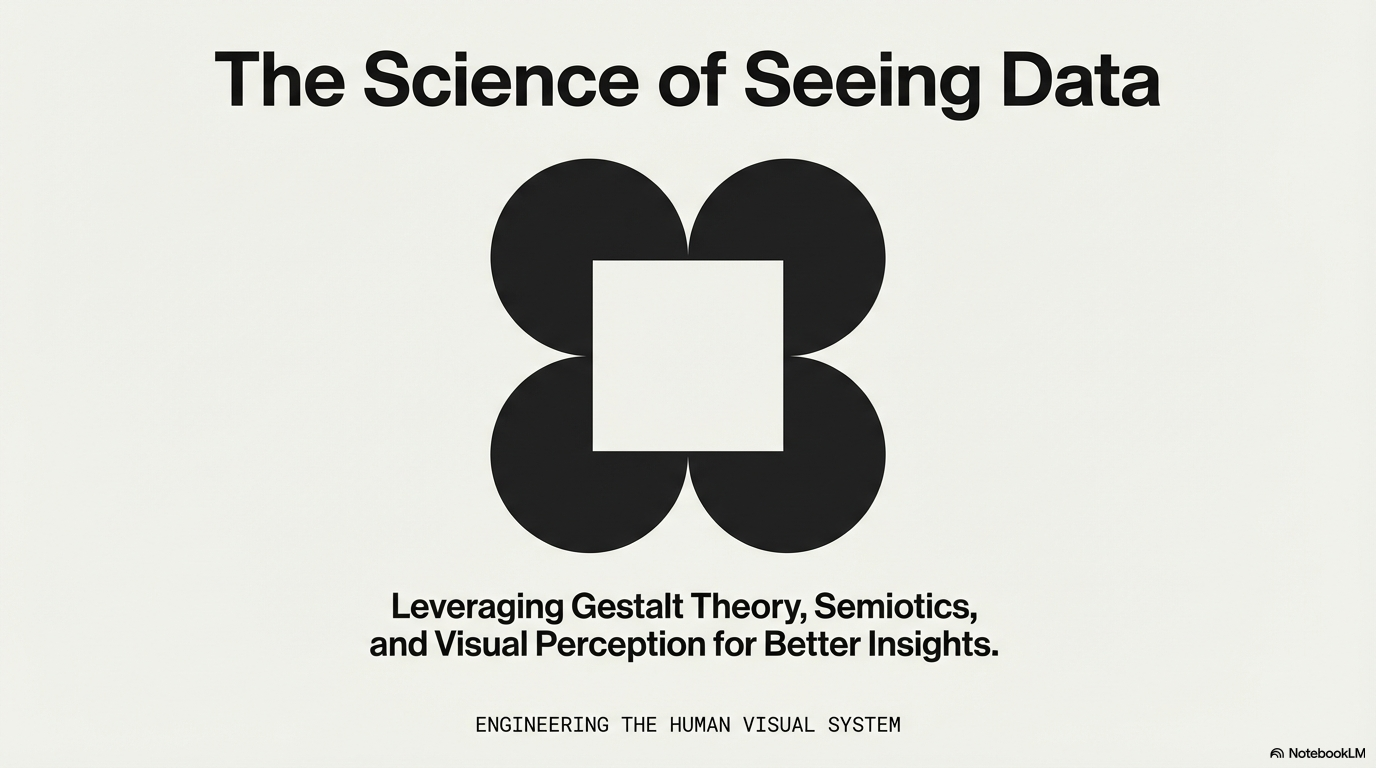 The Science of Seeing Data
Leveraging Gestalt Theory, Semiotics,
and Visual Perception for Better Insights.
ENGINEERING THE HUMAN VISUAL SYSTEM
NotebookLM